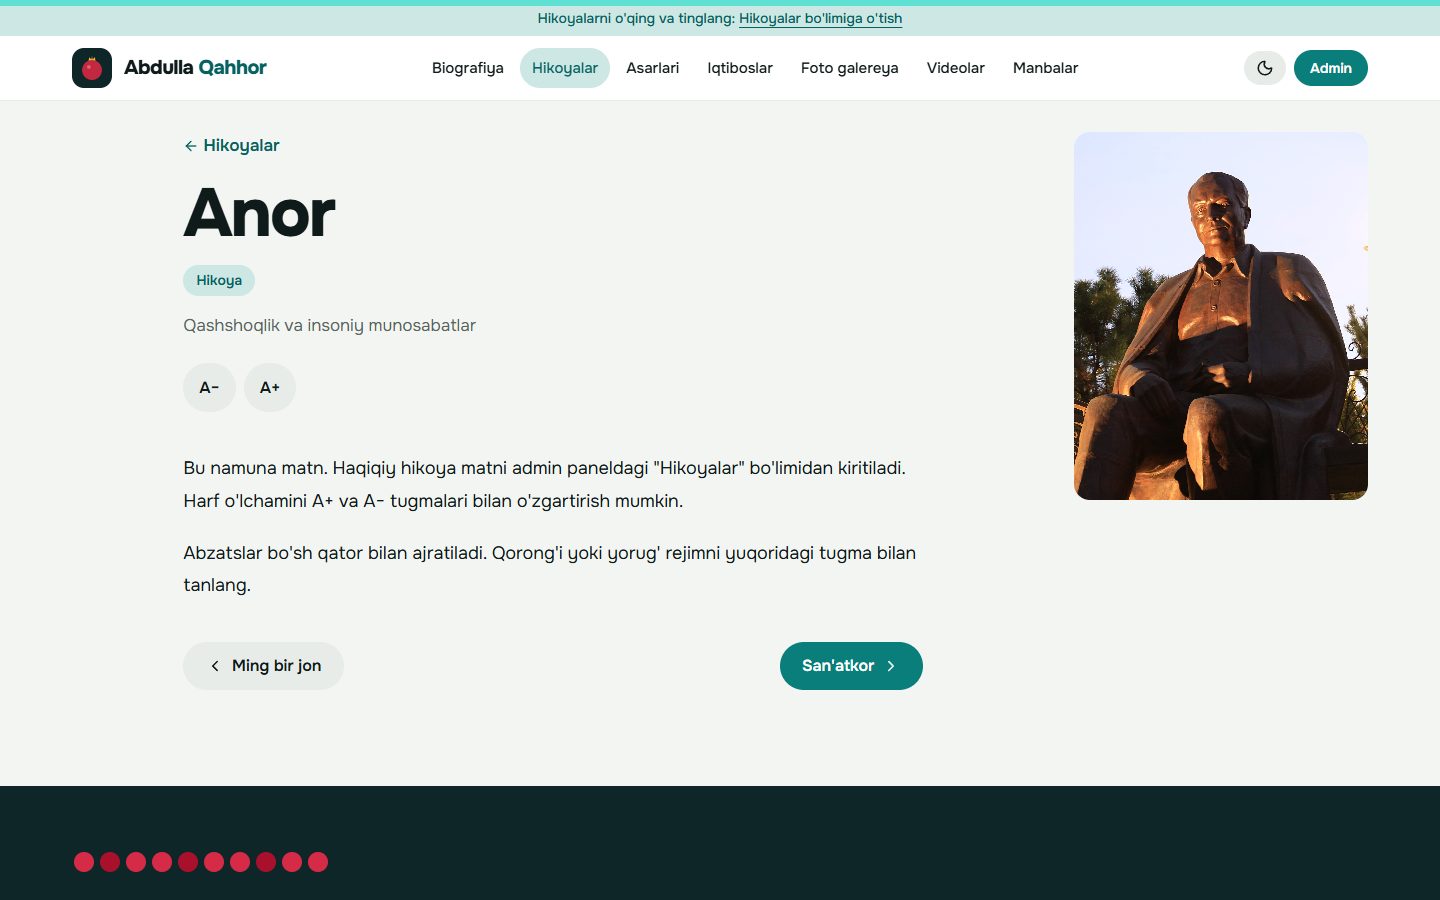 Hikoyalarni o'qing va tinglang: Hikoyalar bo'limiga o'tish
Abdulla Qahhor
Biografiya
Hikoyalar
Asarlari
Iqtiboslar
Foto galereya
Videolar
Manbalar
Admin
← Hikoyalar
Anor
Hikoya
Qashshoqlik va insoniy munosabatlar
A−
A+
Bu namuna matn. Haqiqiy hikoya matni admin paneldagi "Hikoyalar" bo'limidan kiritiladi.
Harf o'lchamini A+ va A− tugmalari bilan o'zgartirish mumkin.
Abzatslar bo'sh qator bilan ajratiladi. Qorong'i yoki yorug' rejimni yuqoridagi tugma bilan
tanlang.
Ming bir jon
San'atkor